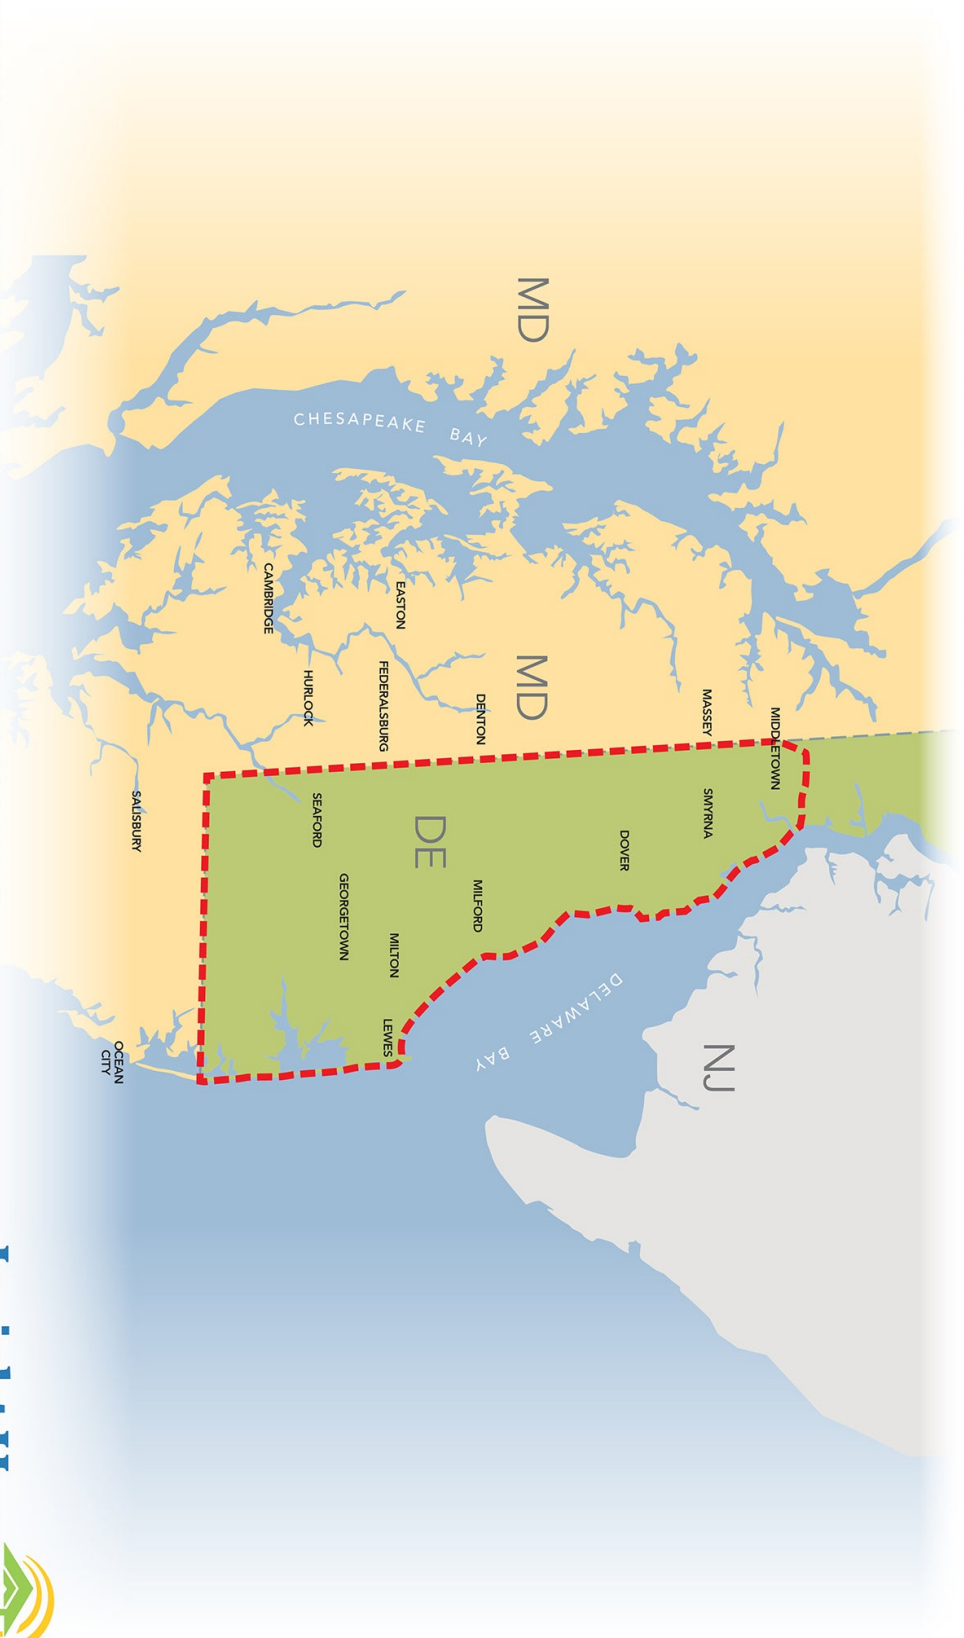 MD
CHESAPEAKE BAY
MIDDLETOWN
MASSEY
SMYRNA
DOVER
MD
DENTON
MILFORD
DE
EASTON
FEDERALSBURG
MILTON
LEWES
GEORGETOWN
HURLOCK
SEAFORD
CAMBRIDGE
SALISBURY
OCEAN
CITY
DELAWARE BAY
NJ